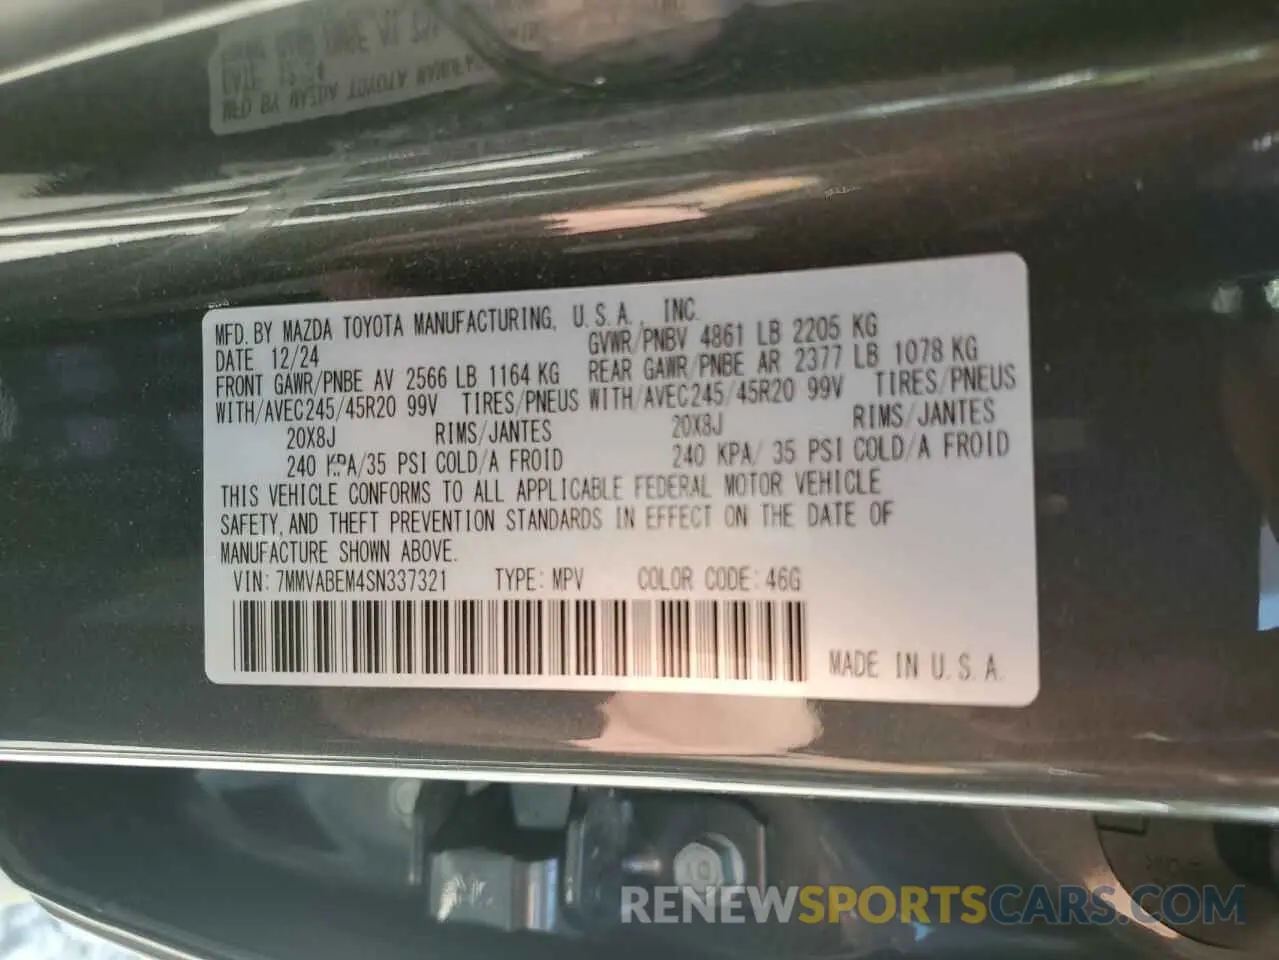 MFD. BY MAZDA TOYOTA MANUFACTURING, U.S.A., INC.
DATE 12/24 GVWR/PNBV 4861 LB 2205 KG
FRONT GAWR/PNBE AV 2566 LB 1164 KG REAR GAWR/PNBE AR 2377 LB 1078 KG
WITH/AVEC245/45R20 99V TIRES/PNEUS WITH/AVEC245/45R20 99V TIRES/PNEUS
20X8J RIMS/JANTES 20X8J RIMS/JANTES
240 KPA/35 PSI COLD/A FROID 240 KPA/ 35 PSI COLD/A FROID
THIS VEHICLE CONFORMS TO ALL APPLICABLE FEDERAL MOTOR VEHICLE
SAFETY, AND THEFT PREVENTION STANDARDS IN EFFECT ON THE DATE OF
MANUFACTURE SHOWN ABOVE.
VIN: 7MMVABEM4SN337321 TYPE: MPV COLOR CODE: 46G
MADE IN U.S.A.
RENEWSPORTSCARS.COM